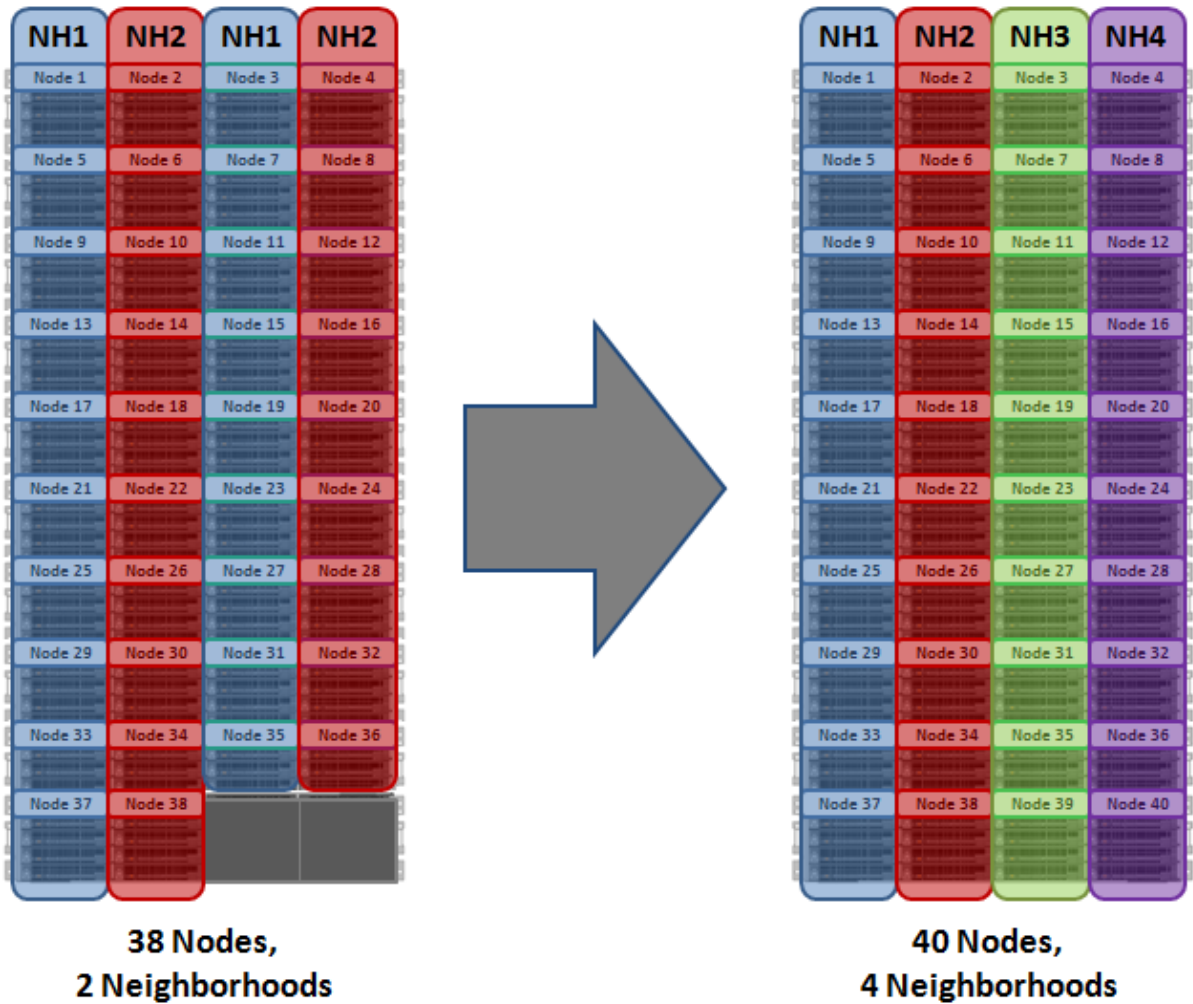 NH1 NH2 NH1 NH2
Node 1 Node 2 Node 3 Node 4
Node 5 Node 6 Node 7 Node 8
Node 9 Node 10 Node 11 Node 12
Node 13 Node 14 Node 15 Node 16
Node 17 Node 18 Node 19 Node 20
Node 21 Node 22 Node 23 Node 24
Node 25 Node 26 Node 27 Node 28
Node 29 Node 30 Node 31 Node 32
Node 33 Node 34 Node 35 Node 36
Node 37 Node 38
38 Nodes,
2 Neighborhoods
NH1 NH2 NH3 NH4
Node 1 Node 2 Node 3 Node 4
Node 5 Node 6 Node 7 Node 8
Node 9 Node 10 Node 11 Node 12
Node 13 Node 14 Node 15 Node 16
Node 17 Node 18 Node 19 Node 20
Node 21 Node 22 Node 23 Node 24
Node 25 Node 26 Node 27 Node 28
Node 29 Node 30 Node 31 Node 32
Node 33 Node 34 Node 35 Node 36
Node 37 Node 38 Node 39 Node 40
40 Nodes,
4 Neighborhoods